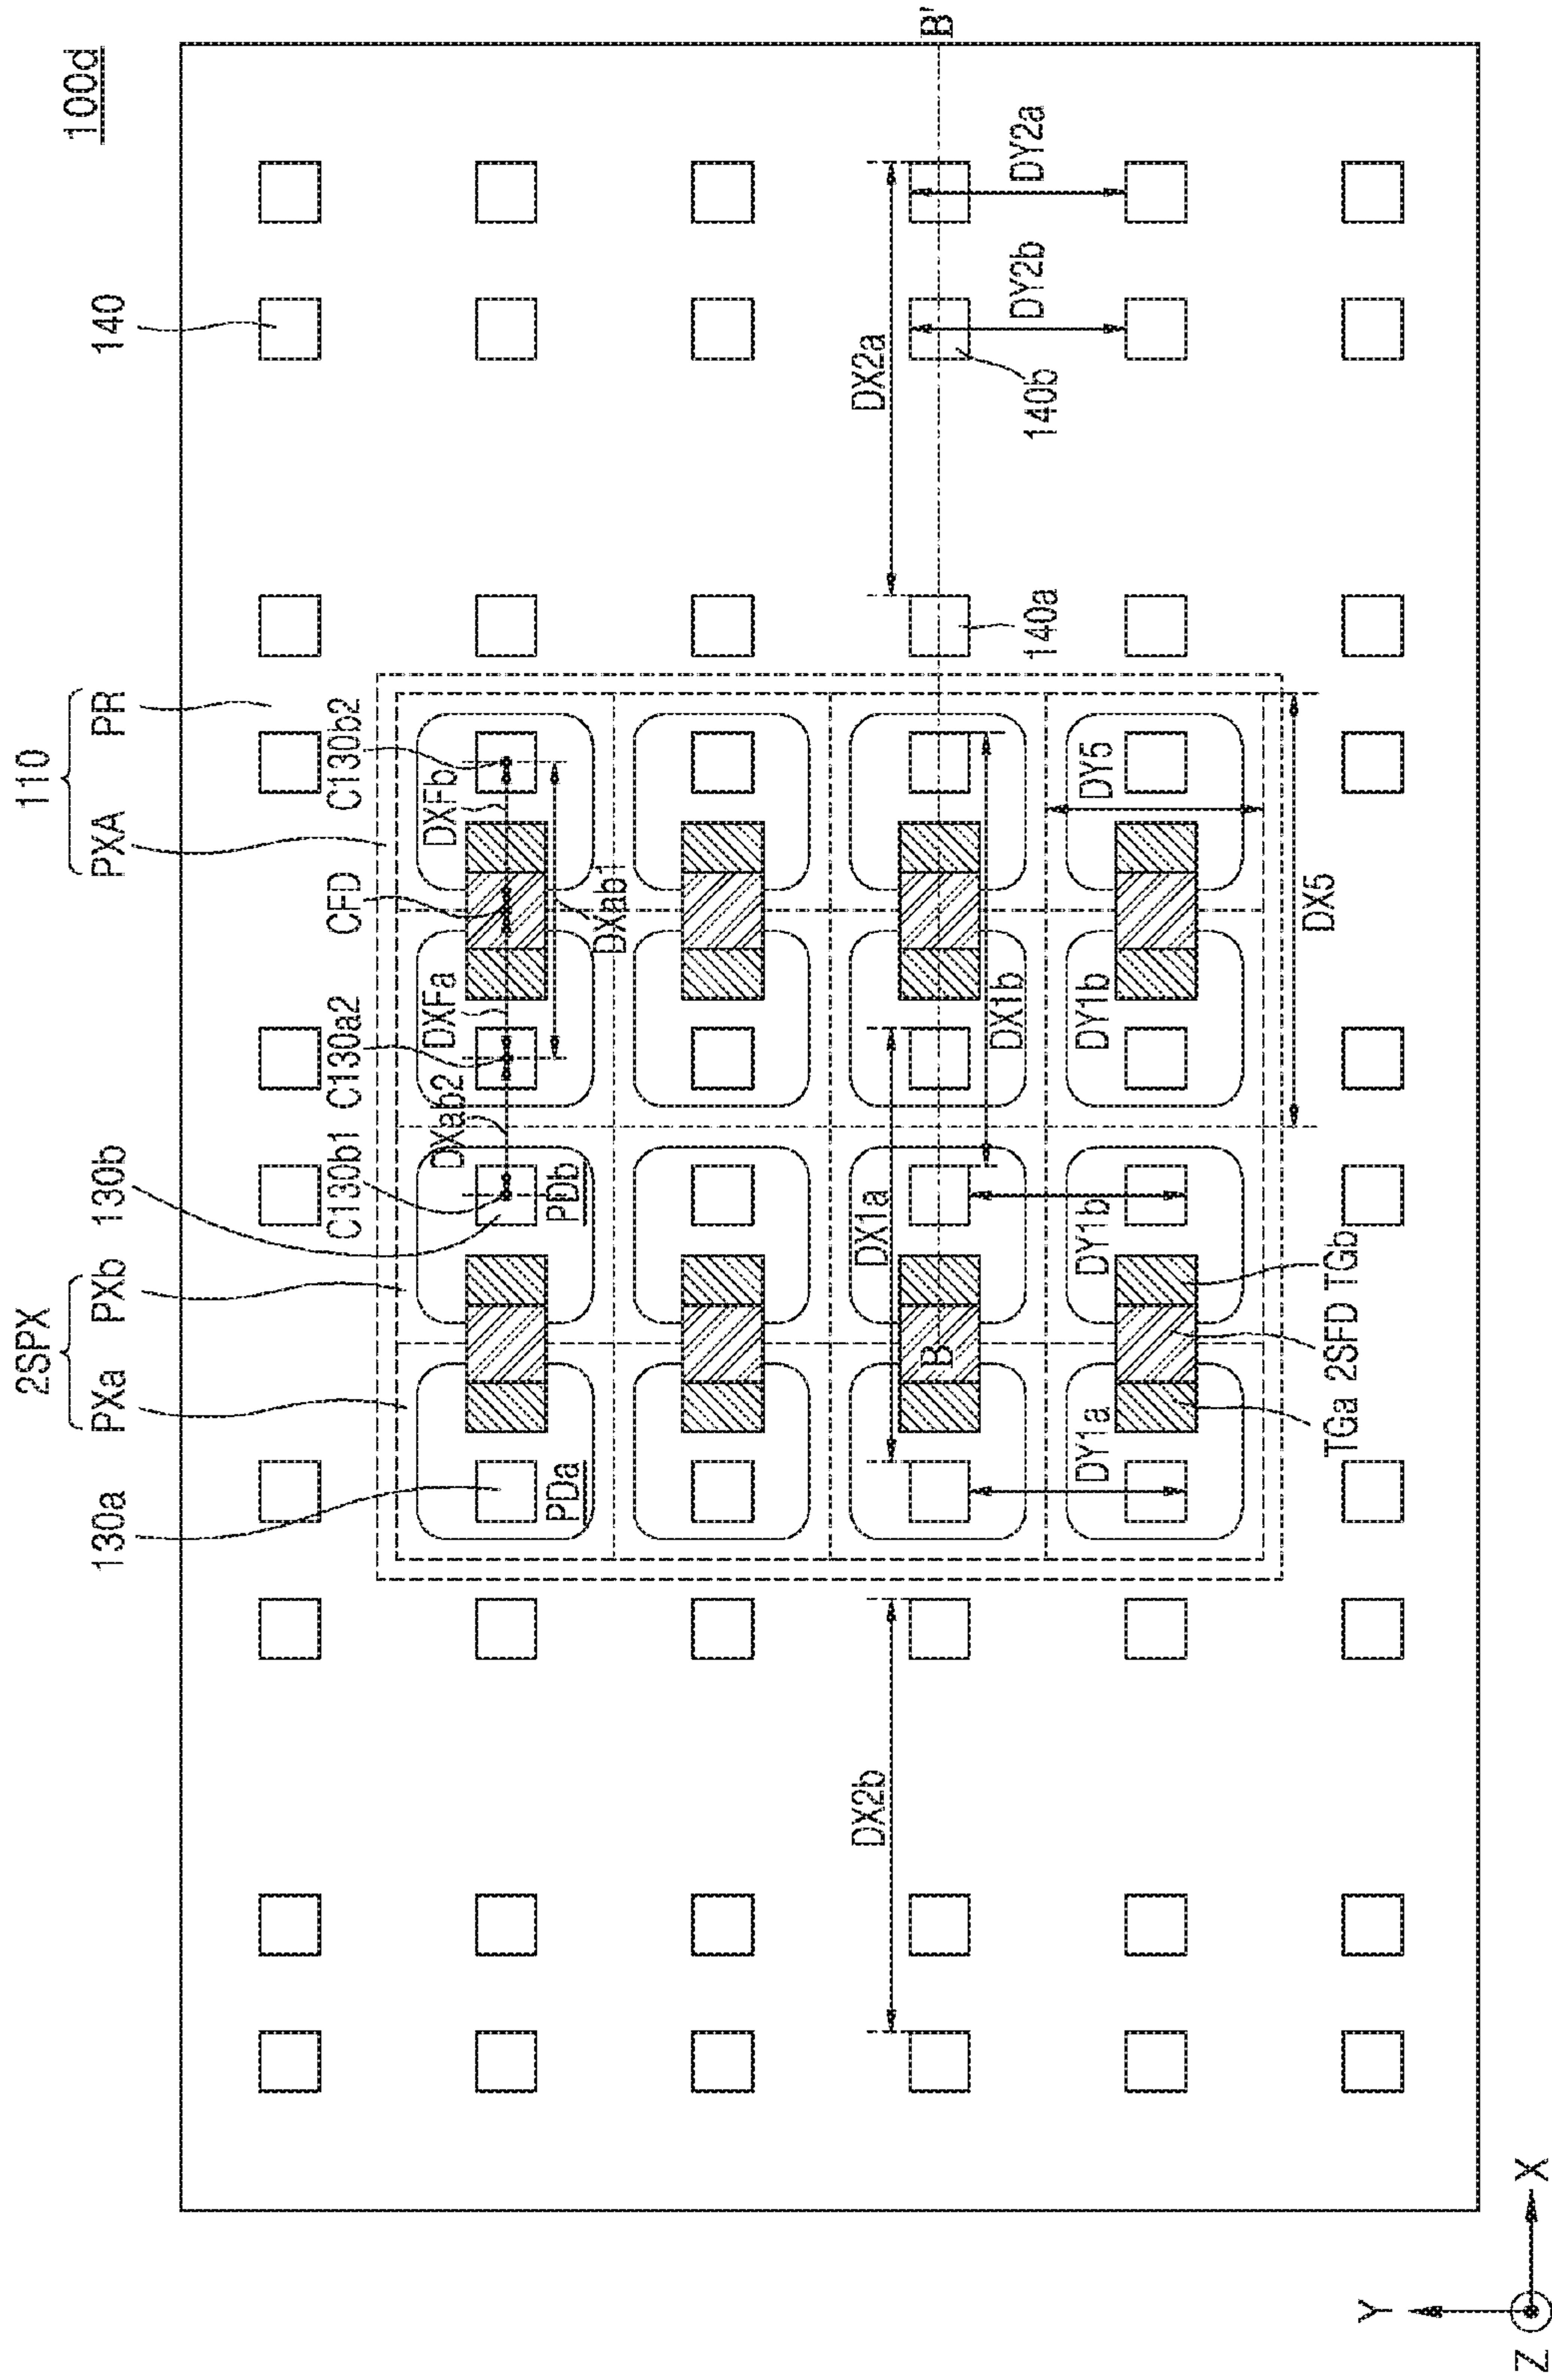 100d
110
PXA PR
2SPX
PXa PXb
130a
130b
C130b1 C130a2
CFD
C130b2
140
DXab2
DXFa
DXFb
DXab1
PDa
PDb
DX2b
DX1a
DX2a
B
B'
140a
140b
DX1b
DY2b
DY2a
DY1a
DY1b
DY1b
DY5
DX5
TGa 2SFD TGb
Y
Z
X